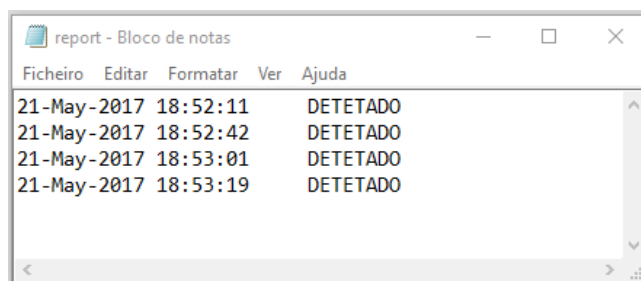 report - Bloco de notas
Ficheiro Editar Formatar Ver Ajuda
21-May-2017 18:52:11 DETETADO
21-May-2017 18:52:42 DETETADO
21-May-2017 18:53:01 DETETADO
21-May-2017 18:53:19 DETETADO